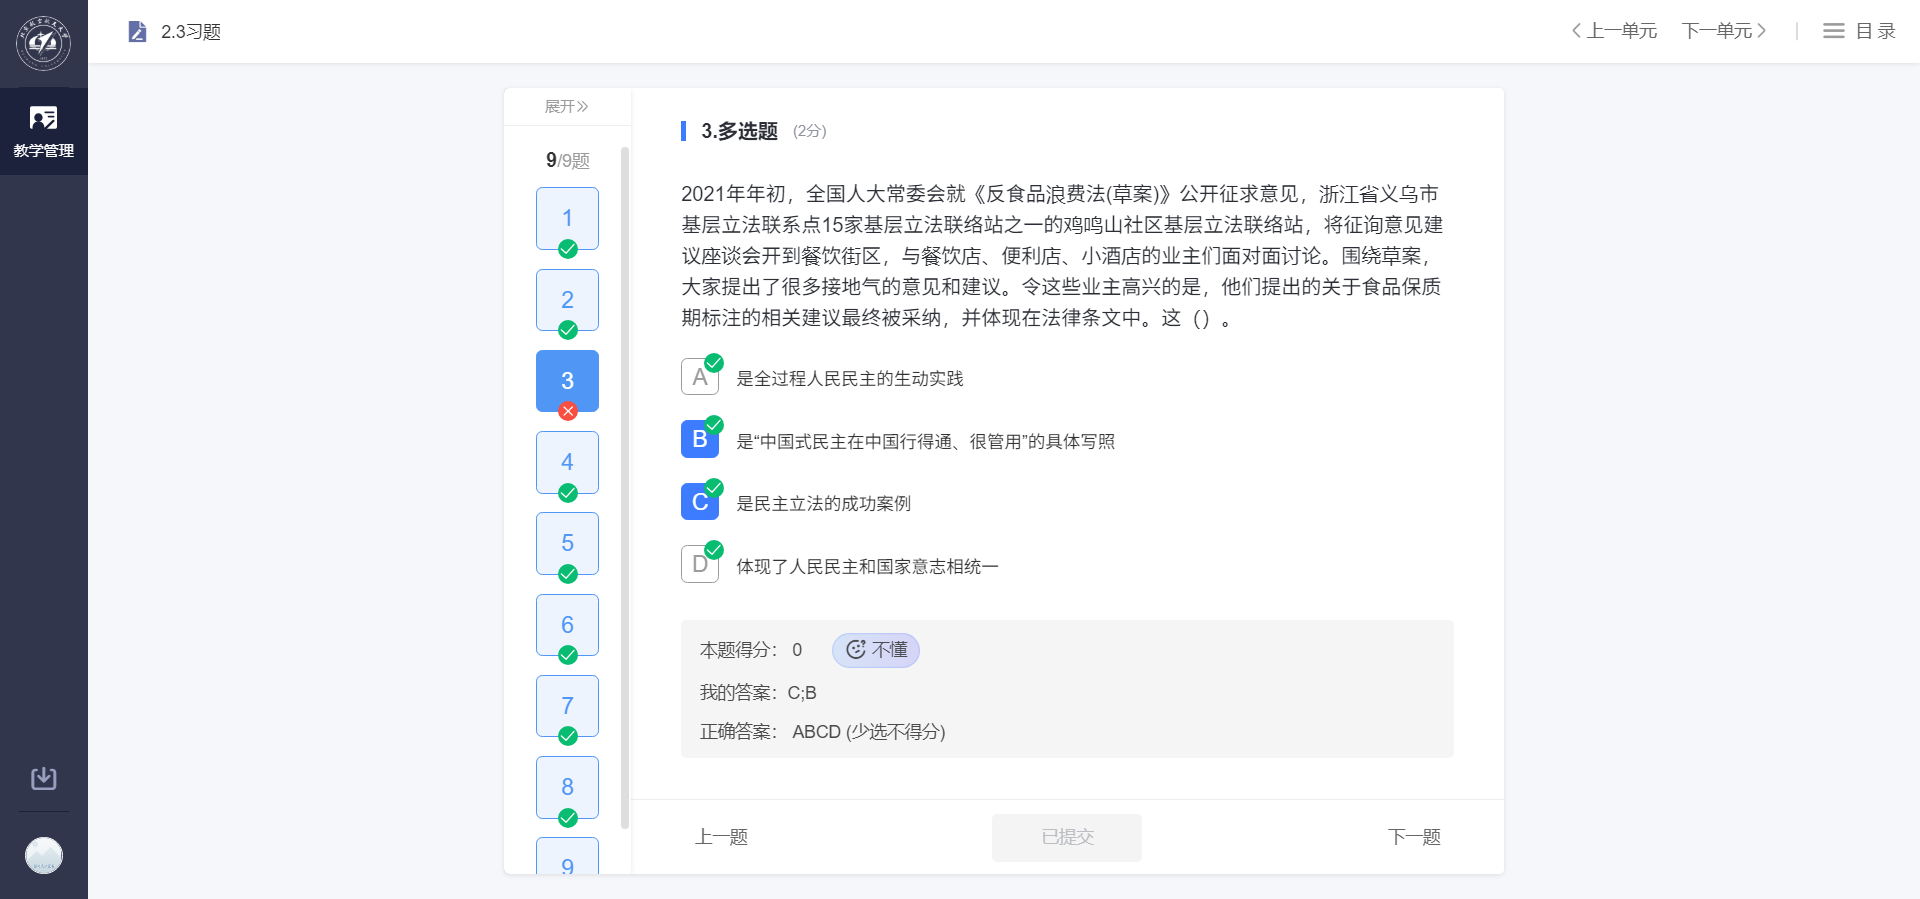 2.3习题
上一单元
下一单元
目录
教学管理
展开
9/9题
1
2
3
4
5
6
7
8
9
3.多选题 (2分)
2021年年初，全国人大常委会就《反食品浪费法(草案)》公开征求意见，浙江省义乌市
基层立法联系点15家基层立法联络站之一的鸡鸣山社区基层立法联络站，将征询意见建
议座谈会开到餐饮街区，与餐饮店、便利店、小酒店的业主们面对面讨论。围绕草案，
大家提出了很多接地气的意见和建议。令这些业主高兴的是，他们提出的关于食品保质
期标注的相关建议最终被采纳，并体现在法律条文中。这（）。
A 是全过程人民民主的生动实践
B 是“中国式民主在中国行得通、很管用”的具体写照
C 是民主立法的成功案例
D 体现了人民民主和国家意志相统一
本题得分： 0 不懂
我的答案：C;B
正确答案： ABCD (少选不得分)
上一题
已提交
下一题